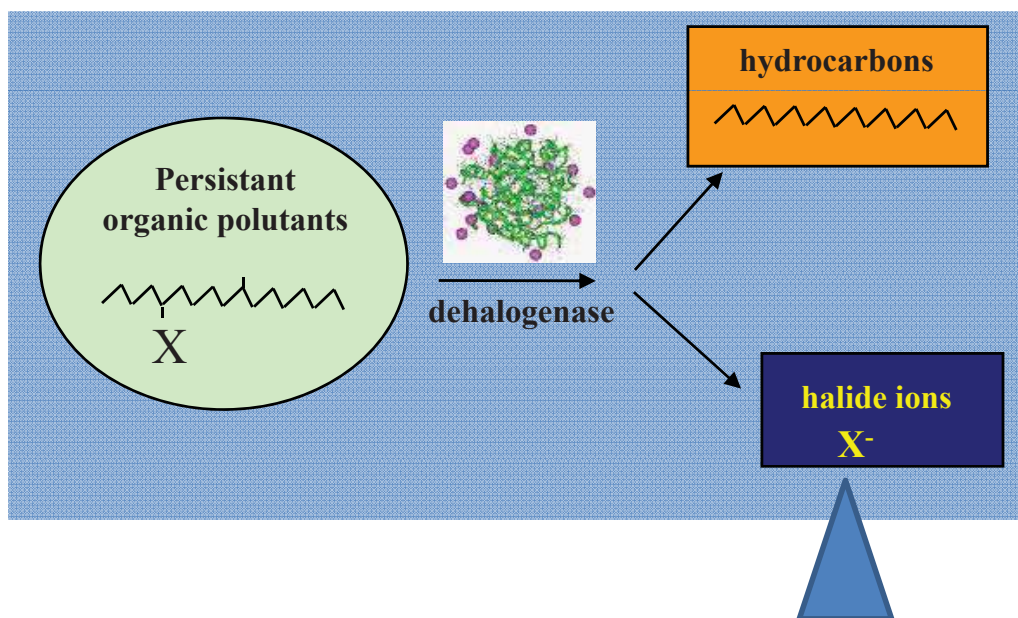 Persistant
organic polutants
X
dehalogenase
hydrocarbons
halide ions
X-